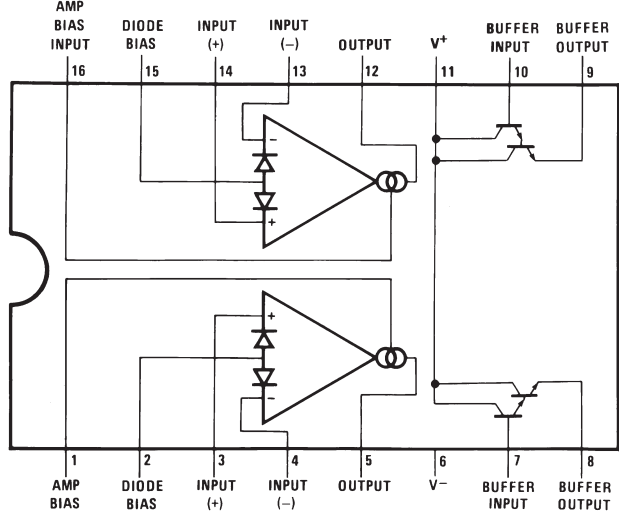 AMP
BIAS
INPUT
DIODE
BIAS
INPUT
(+)
INPUT
(−)
OUTPUT
V+
BUFFER
INPUT
BUFFER
OUTPUT
16 15 14 13 12 11 10 9
−
+
+
−
1 2 3 4 5 6 7 8
AMP
BIAS
DIODE
BIAS
INPUT
(+)
INPUT
(−)
OUTPUT
V−
BUFFER
INPUT
BUFFER
OUTPUT